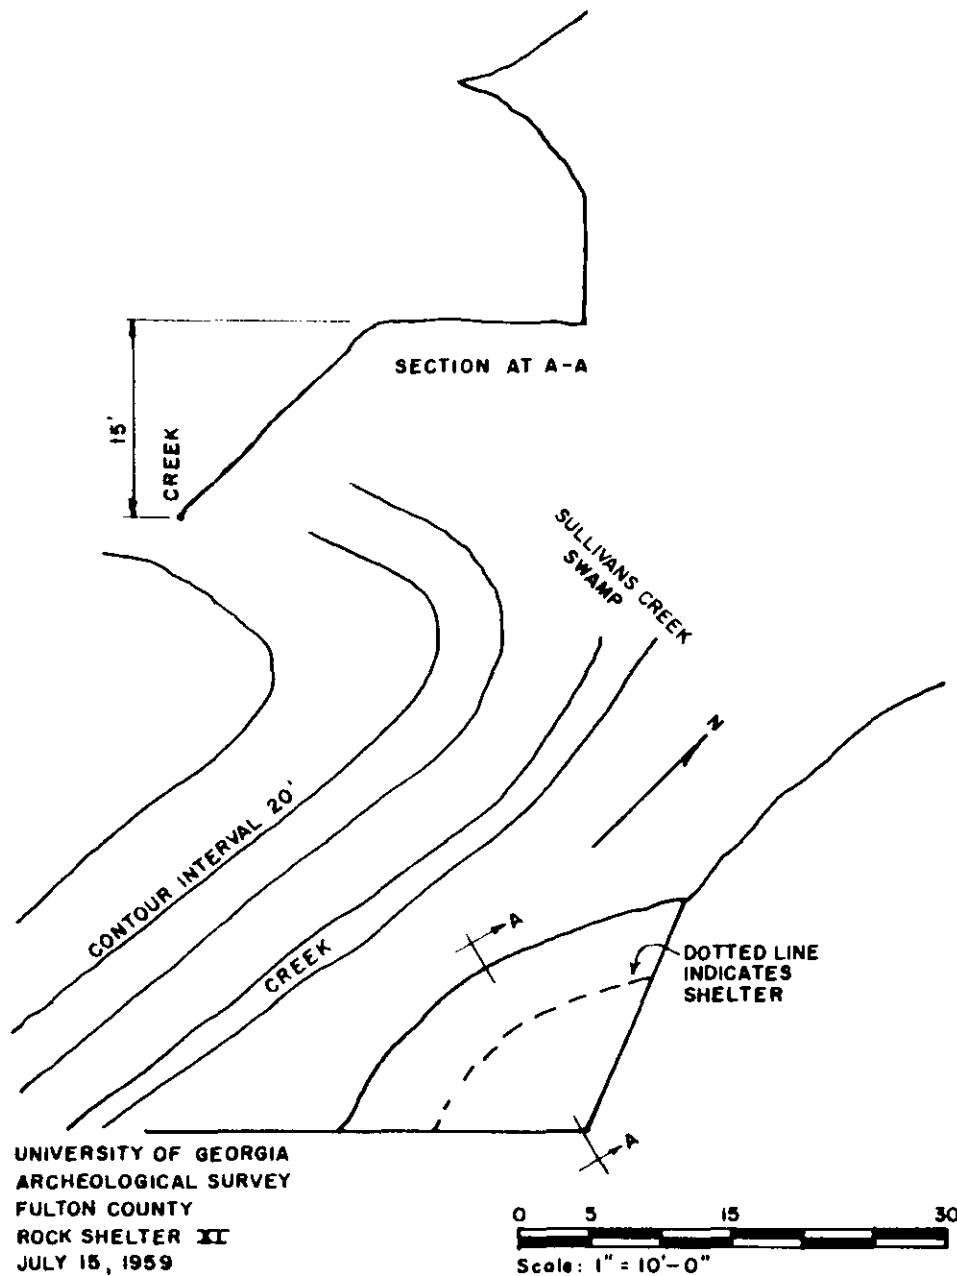 SECTION AT A-A
15'
CREEK
SULLIVANS CREEK
SWAMP
N
CONTOUR INTERVAL 20'
A
CREEK
DOTTED LINE
INDICATES
SHELTER
A
UNIVERSITY OF GEORGIA
ARCHEOLOGICAL SURVEY
FULTON COUNTY
ROCK SHELTER XI
JULY 15, 1959
0 5 15 30
Scale: 1" = 10'-0"